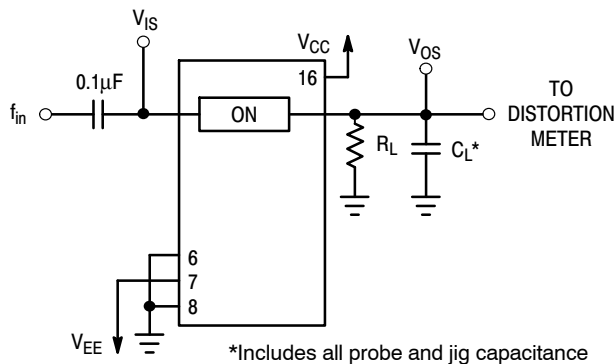 V_IS
V_CC
V_OS
0.1μF
16
f_in
ON
TO
DISTORTION
METER
R_L
C_L*
6
7
8
V_EE
*Includes all probe and jig capacitance